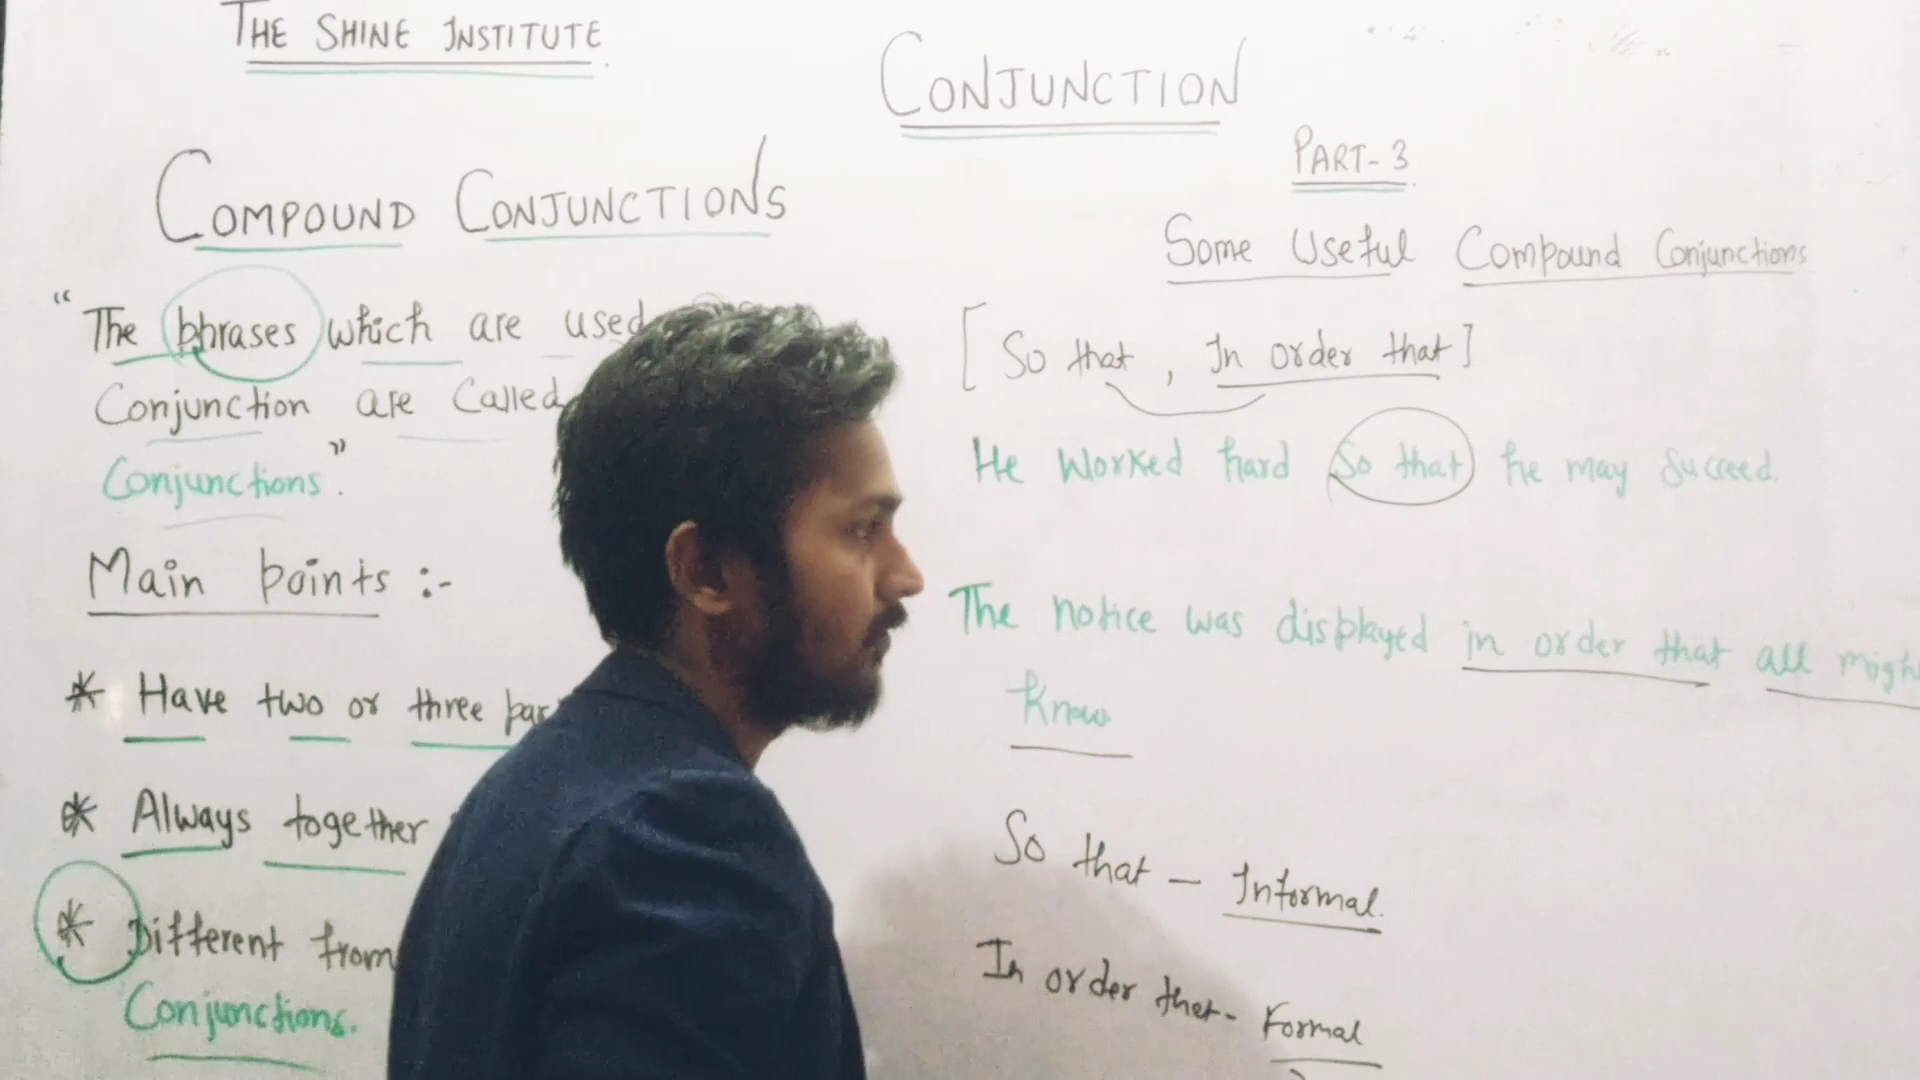 THE SHINE INSTITUTE.
CONJUNCTION
PART-3.
COMPOUND CONJUNCTIONS
"The phrases which are used
Conjunction are Called
Conjunctions."
Main points :-
* Have two or three par
* Always together
* Different from
Conjunctions.
Some Useful Compound Conjunctions
[So that, In order that]
He Worked hard So that he may Succeed.
The notice was displayed in order that all migh
Know
So that - Informal.
In order that - Formal